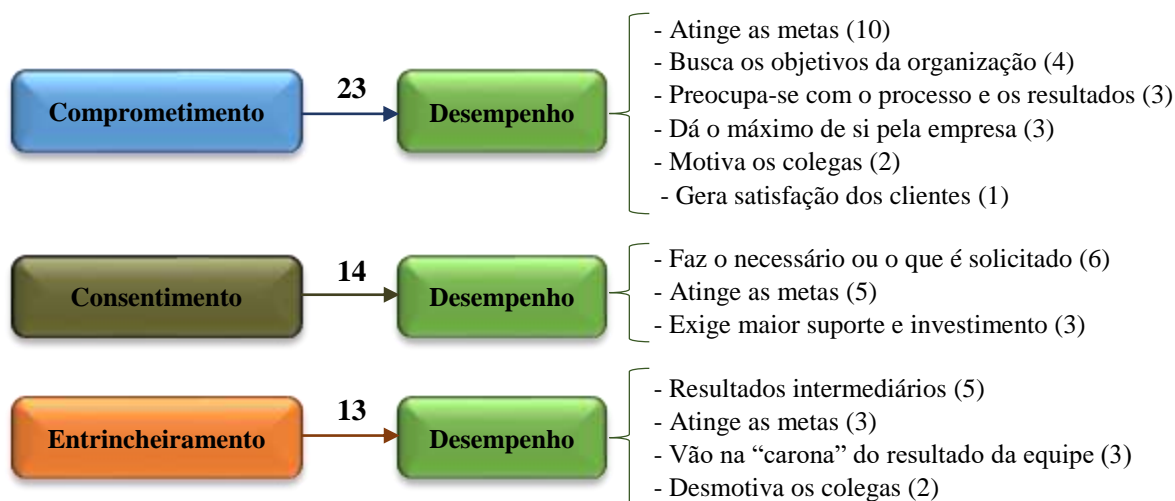 Comprometimento
23
Desempenho
- Atinge as metas (10)
- Busca os objetivos da organização (4)
- Preocupa-se com o processo e os resultados (3)
- Dá o máximo de si pela empresa (3)
- Motiva os colegas (2)
- Gera satisfação dos clientes (1)
Consentimento
14
Desempenho
- Faz o necessário ou o que é solicitado (6)
- Atinge as metas (5)
- Exige maior suporte e investimento (3)
Entrincheiramento
13
Desempenho
- Resultados intermediários (5)
- Atinge as metas (3)
- Vão na “carona” do resultado da equipe (3)
- Desmotiva os colegas (2)